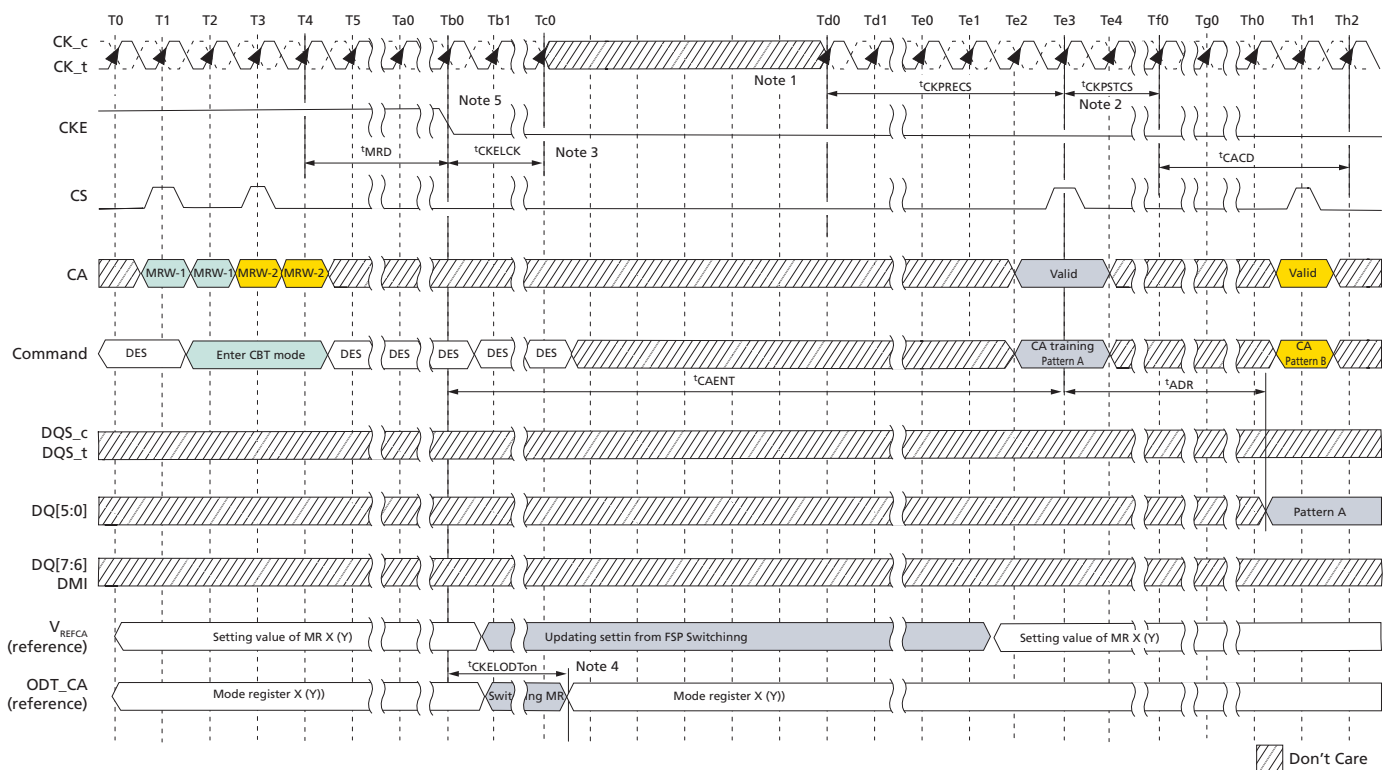 T0 T1 T2 T3 T4 T5 Ta0 Tb0 Tb1 Tc0 Td0 Td1 Te0 Te1 Te2 Te3 Te4 Tf0 Tg0 Th0 Th1 Th2
CK_c
CK_t
Note 1
tCKPRECS
tCKPSTCS
Note 5
Note 2
CKE
tMRD
tCKELCK
Note 3
tCACD
CS
CA
MRW-1 MRW-1 MRW-2 MRW-2 Valid Valid
Command
DES Enter CBT mode DES DES DES DES DES
CA training
Pattern A
CA
Pattern B
tCAENT
tADR
DQS_c
DQS_t
DQ[5:0]
Pattern A
DQ[7:6]
DMI
VREFCA
(reference)
Setting value of MR X (Y) Updating settin from FSP Switchinng Setting value of MR X (Y)
tCKELODTon
Note 4
ODT_CA
(reference)
Mode register X (Y)) Swit ng MR Mode register X (Y))
Don't Care